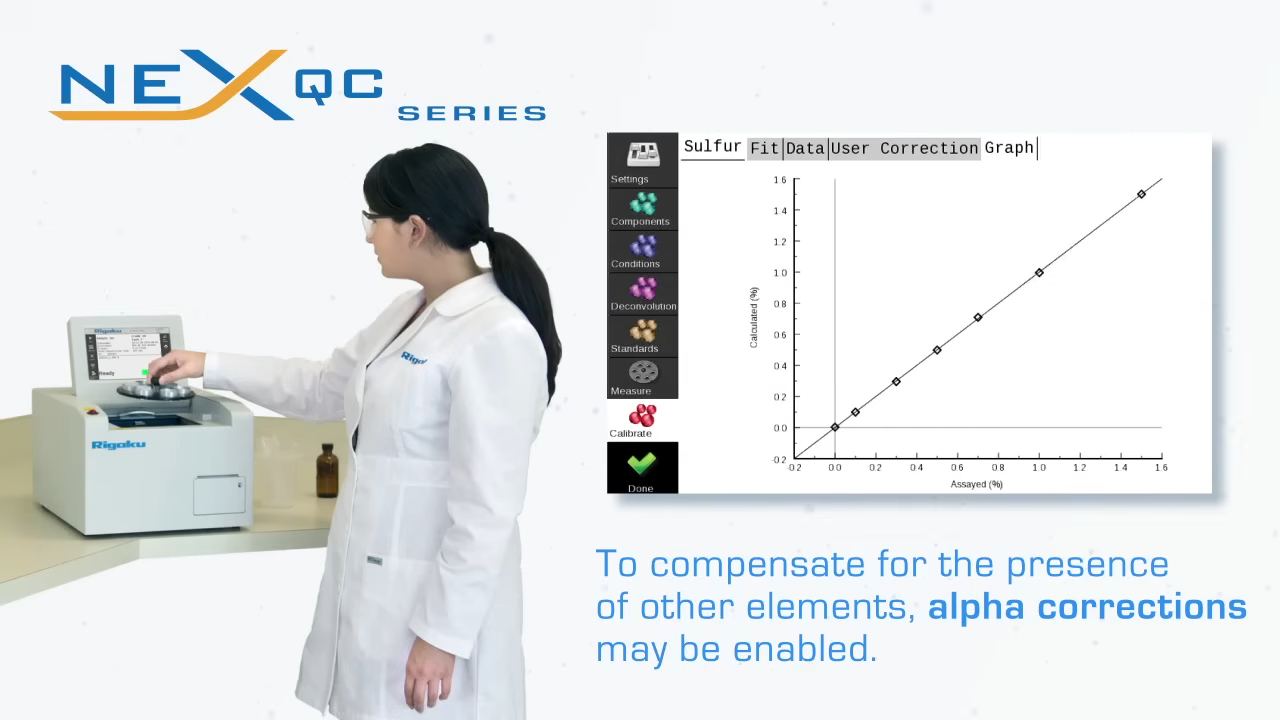 NEX QC
SERIES
Sulfur Fit Data User Correction Graph
Settings
Components
Conditions
Deconvolution
Standards
Measure
Calibrate
Done
Calculated (%)
1.6
1.4
1.2
1.0
0.8
0.6
0.4
0.2
0.0
-0.2
-0.2 0.0 0.2 0.4 0.6 0.8 1.0 1.2 1.4 1.6
Assayed (%)
Rigaku
Ready
Rigaku
Rigaku
To compensate for the presence
of other elements, alpha corrections
may be enabled.